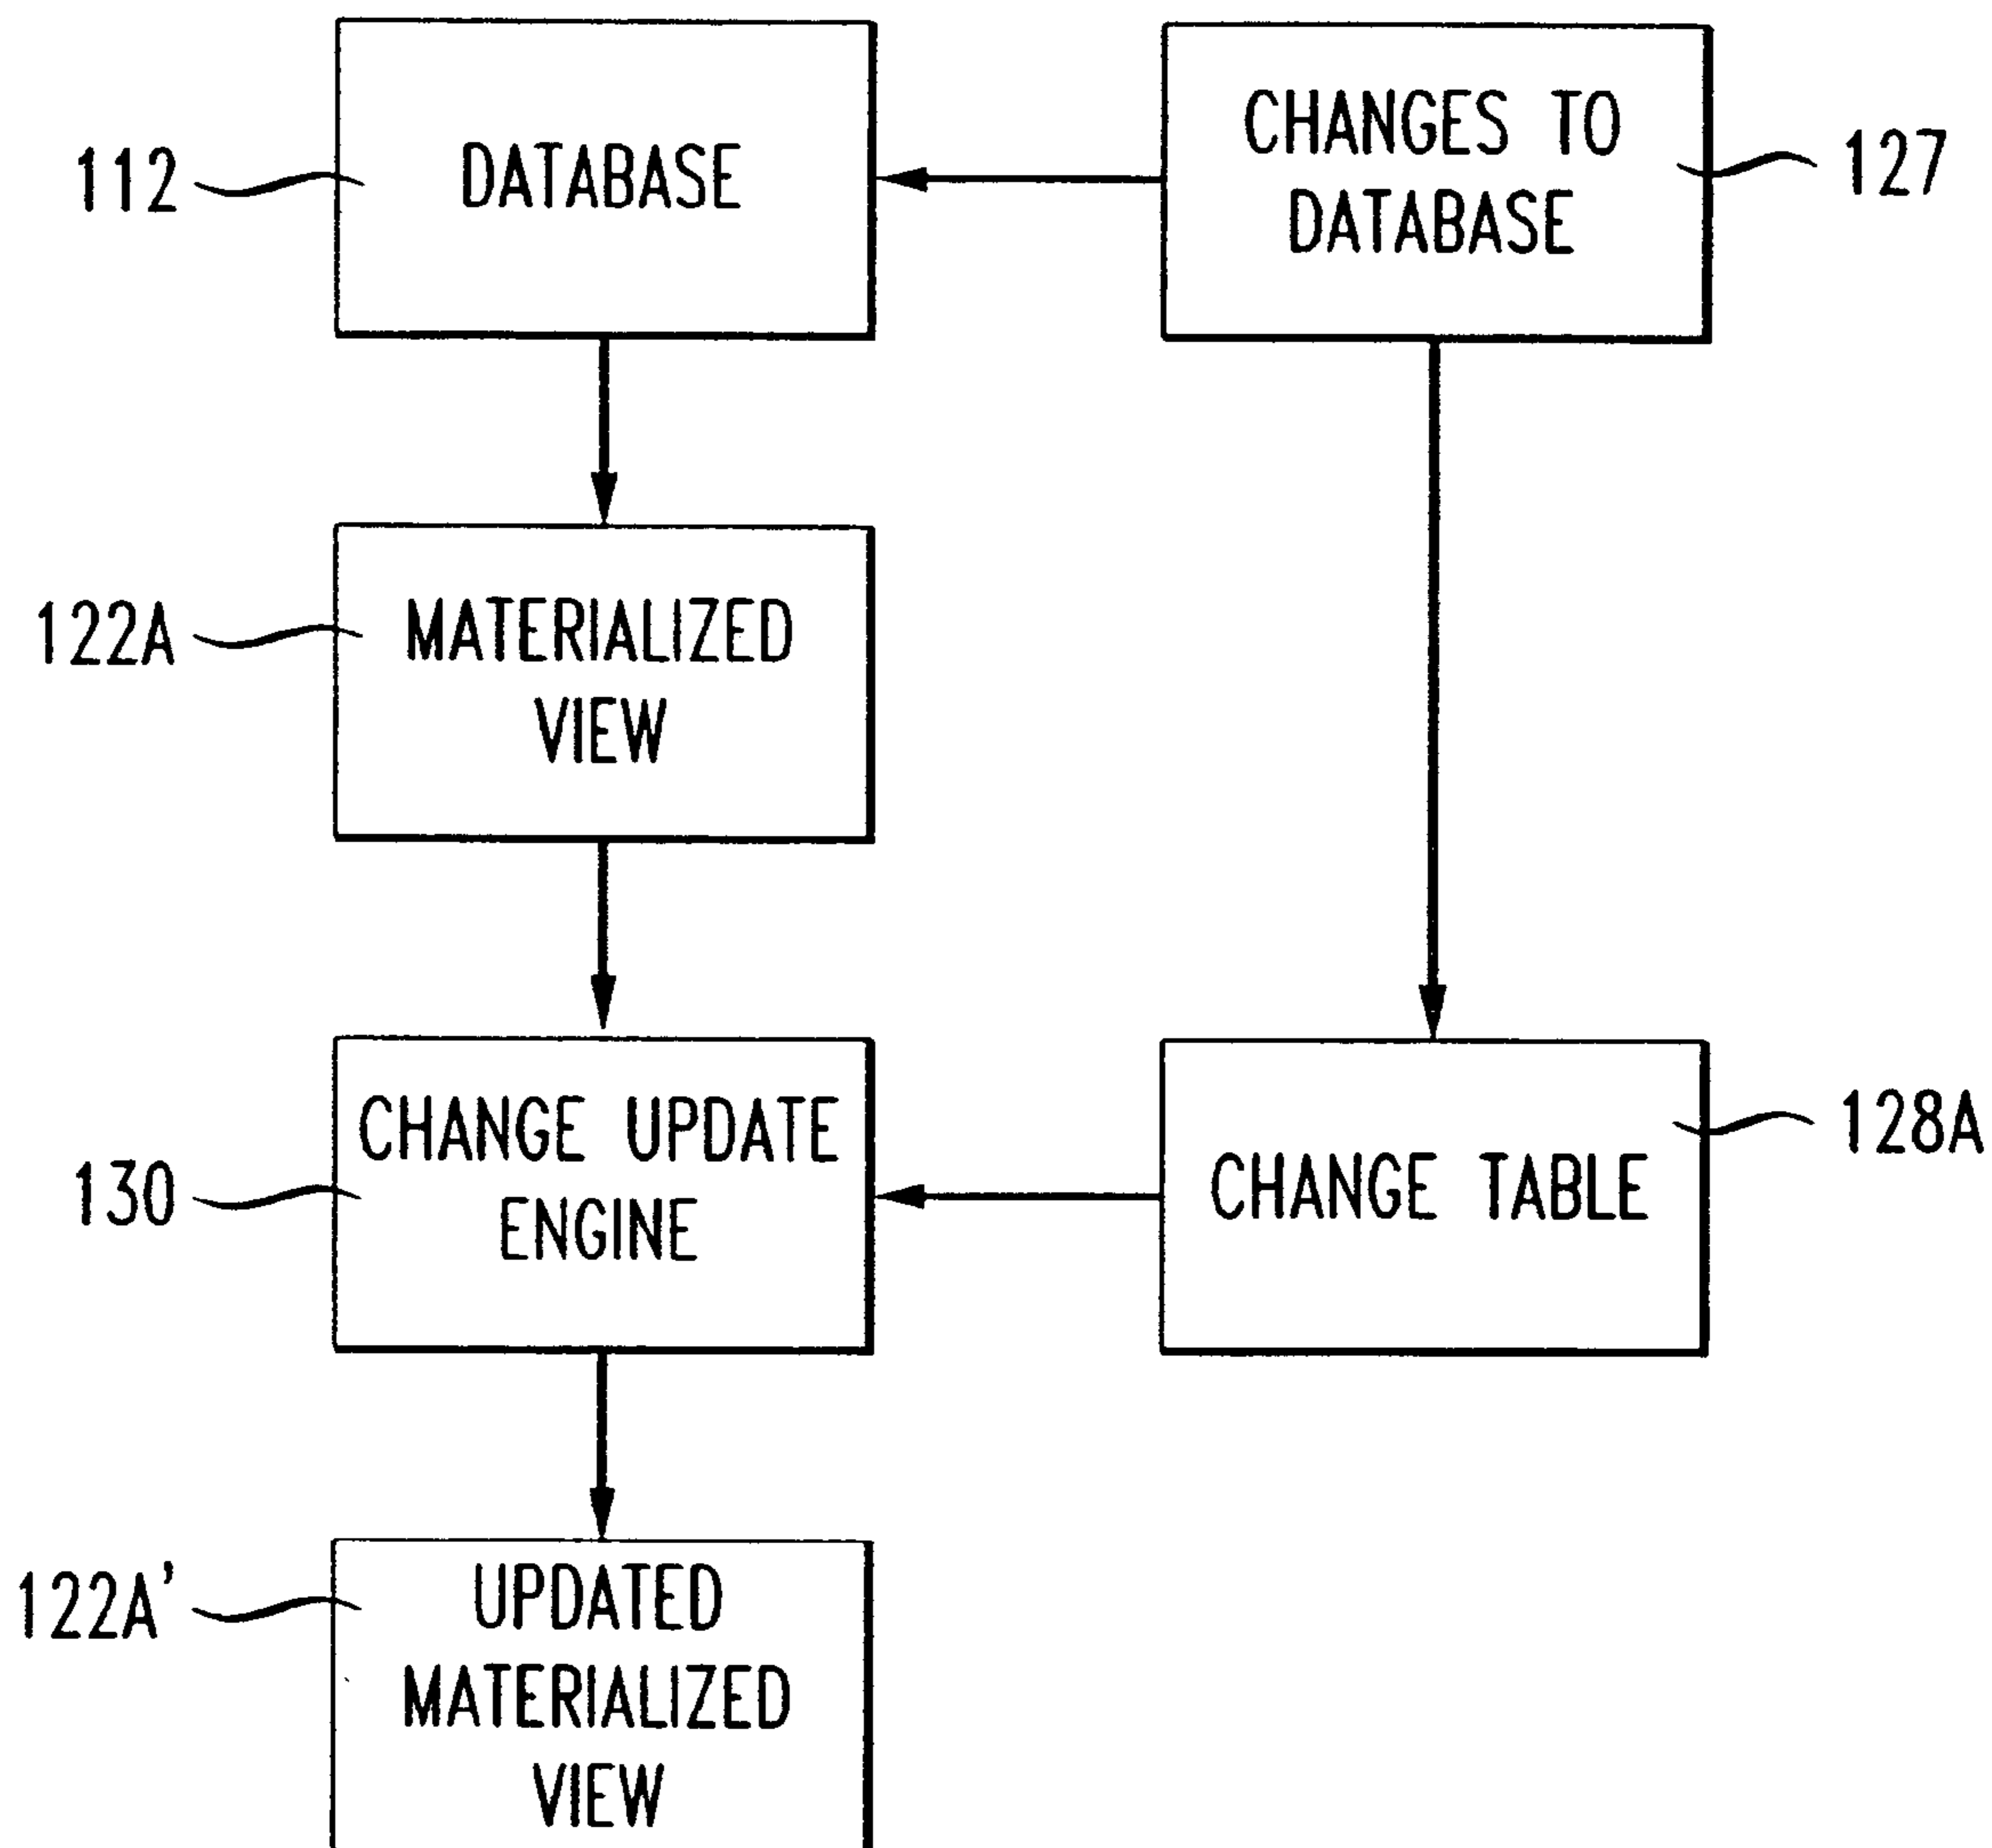 112
DATABASE
CHANGES TO
DATABASE
127
122A
MATERIALIZED
VIEW
130
CHANGE UPDATE
ENGINE
CHANGE TABLE
128A
122A'
UPDATED
MATERIALIZED
VIEW